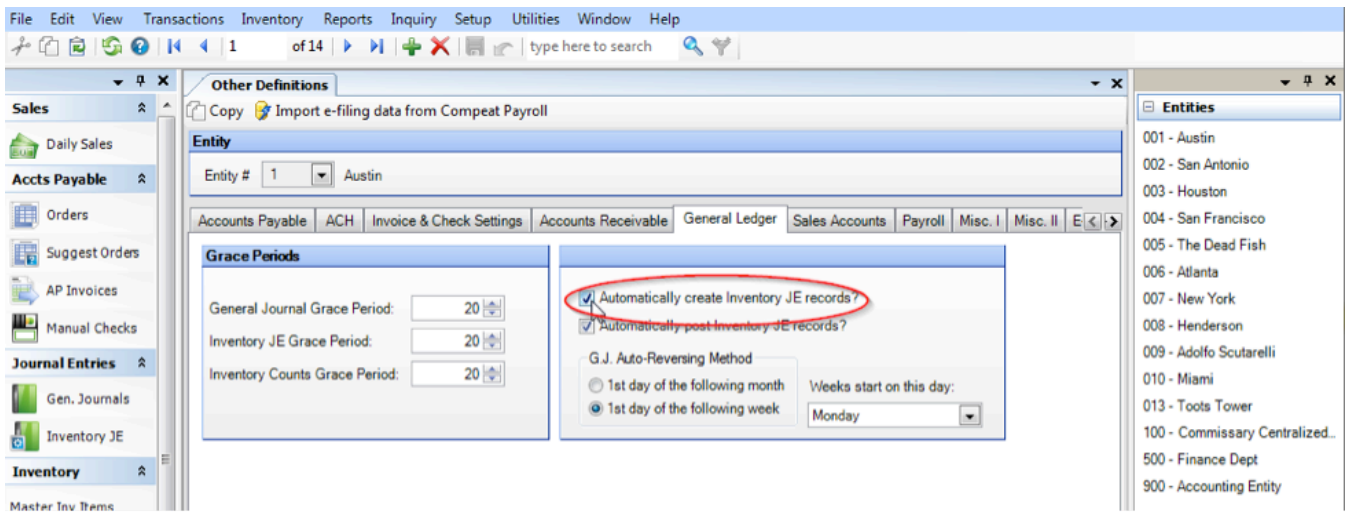 File Edit View Transactions Inventory Reports Inquiry Setup Utilities Window Help
1 of 14 type here to search
Sales
Daily Sales
Accts Payable
Orders
Suggest Orders
AP Invoices
Manual Checks
Journal Entries
Gen. Journals
Inventory JE
Inventory
Master Inv Items
Other Definitions
Copy Import e-filing data from Compeat Payroll
Entity
Entity # 1 Austin
Accounts Payable ACH Invoice & Check Settings Accounts Receivable General Ledger Sales Accounts Payroll Misc. I Misc. II E
Grace Periods
General Journal Grace Period: 20
Inventory JE Grace Period: 20
Inventory Counts Grace Period: 20
Automatically create Inventory JE records?
Automatically post Inventory JE records?
G.J. Auto-Reversing Method
1st day of the following month
1st day of the following week
Weeks start on this day:
Monday
Entities
001 - Austin
002 - San Antonio
003 - Houston
004 - San Francisco
005 - The Dead Fish
006 - Atlanta
007 - New York
008 - Henderson
009 - Adolfo Scutarelli
010 - Miami
013 - Toots Tower
100 - Commissary Centralized...
500 - Finance Dept
900 - Accounting Entity